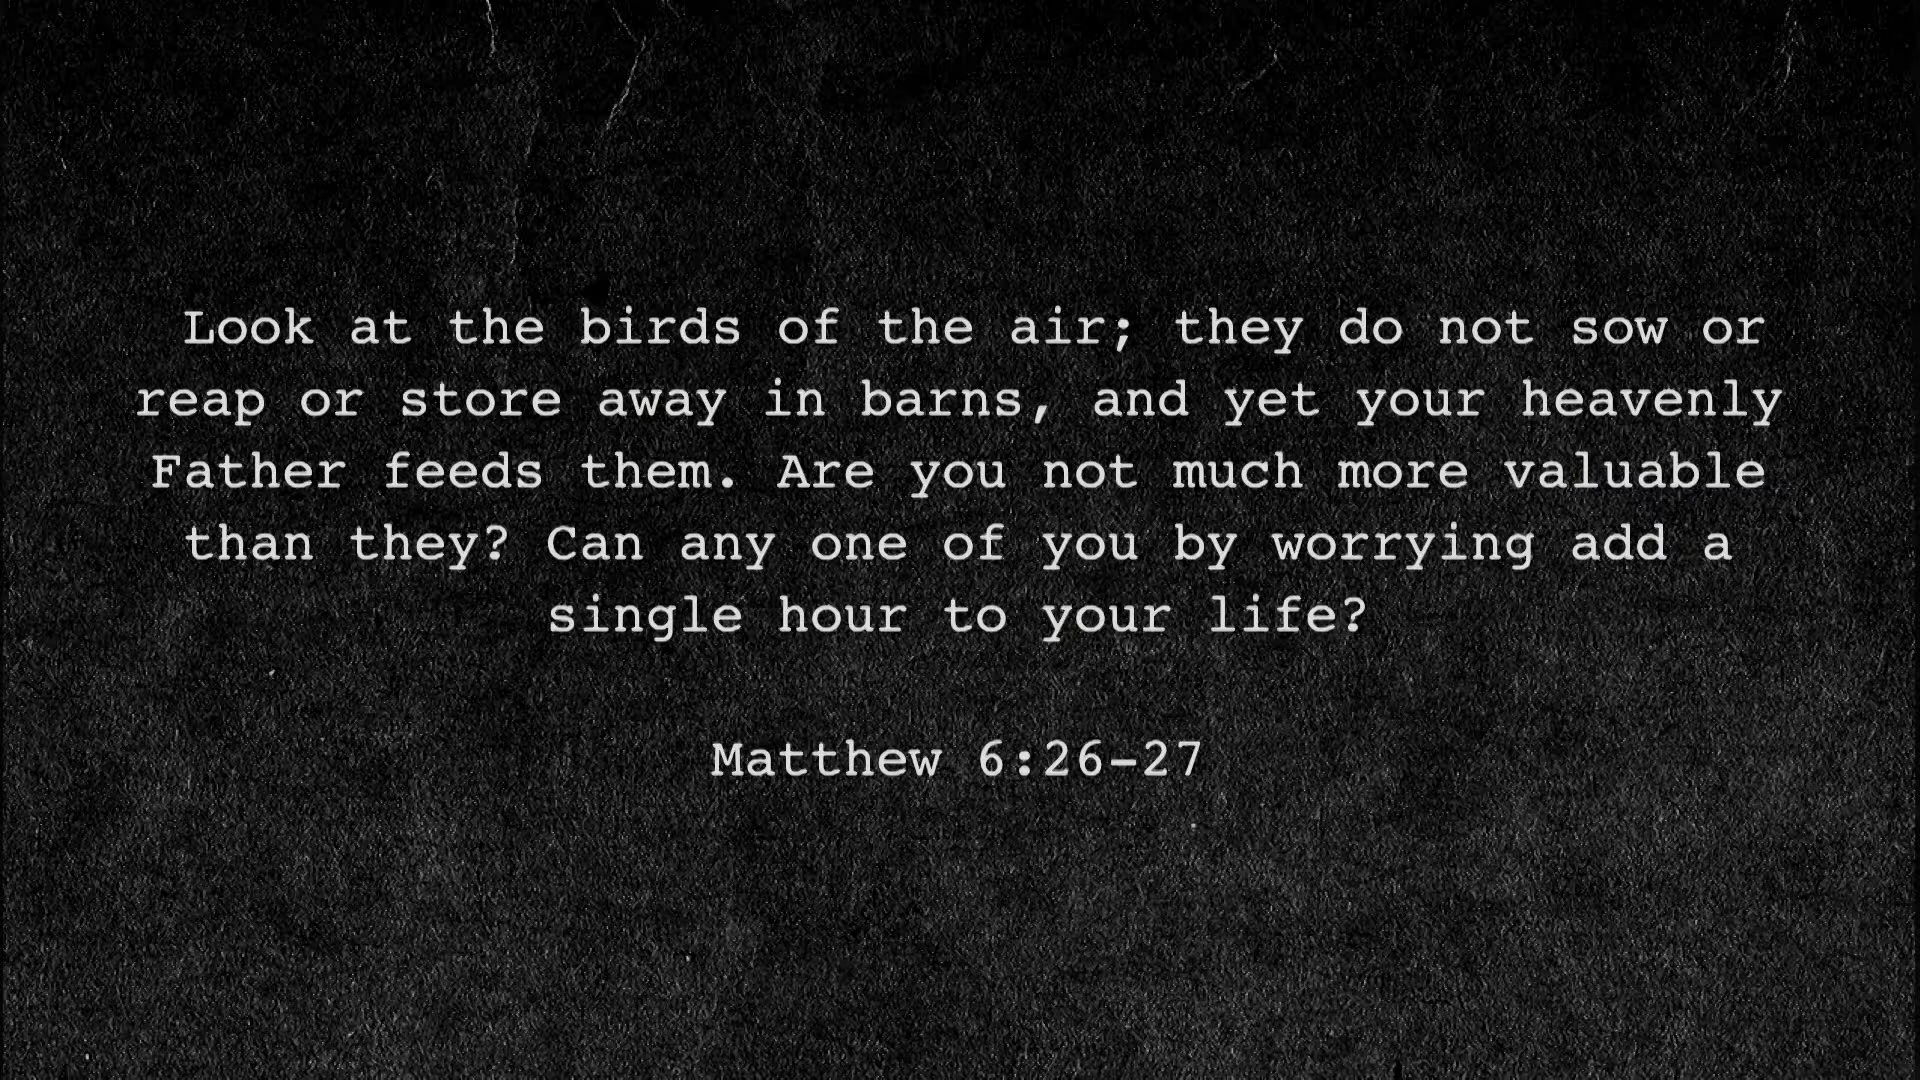 Look at the birds of the air; they do not sow or
reap or store away in barns, and yet your heavenly
Father feeds them. Are you not much more valuable
than they? Can any one of you by worrying add a
single hour to your life?
Matthew 6:26-27